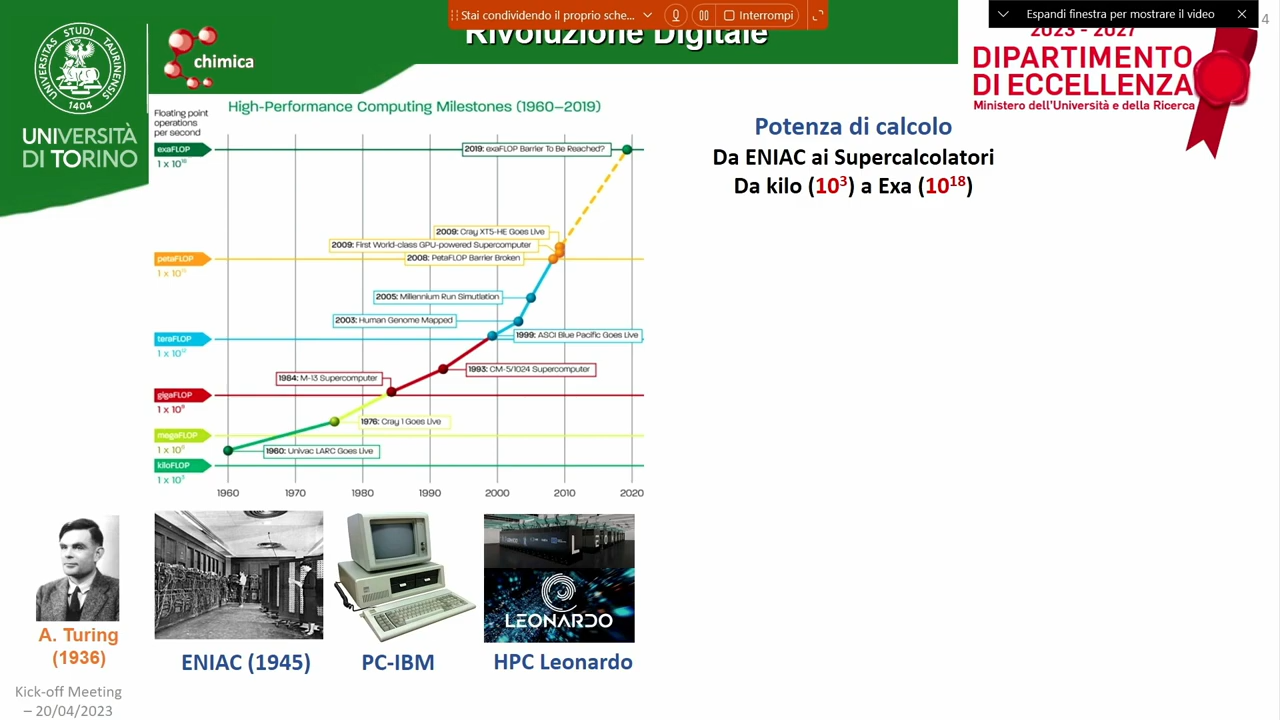 Stai condividendo il proprio sche...
Interrompi
Espandi finestra per mostrare il video
4
Rivoluzione Digitale
2023 - 2027
DIPARTIMENTO
DI ECCELLENZA
Ministero dell'Università e della Ricerca
UNIVERSITAS STUDII TAURINENSIS
1404
UNIVERSITÀ
DI TORINO
chimica
High-Performance Computing Milestones (1960–2019)
Floating point
operations
per second
exaFLOP
1 x 10¹⁸
2019: exaFLOP Barrier To Be Reached?
2009: Cray XT5-HE Goes Live
2009: First World-class GPU-powered Supercomputer
2008: PetaFLOP Barrier Broken
petaFLOP
1 x 10¹⁵
2005: Millennium Run Simutlation
2003: Human Genome Mapped
1999: ASCI Blue Pacific Goes Live
teraFLOP
1 x 10¹²
1993: CM-5/1024 Supercomputer
1984: M-13 Supercomputer
gigaFLOP
1 x 10⁹
1976: Cray 1 Goes Live
megaFLOP
1 x 10⁶
1960: Univac LARC Goes Live
kiloFLOP
1 x 10³
1960 1970 1980 1990 2000 2010 2020
Potenza di calcolo
Da ENIAC ai Supercalcolatori
Da kilo (10³) a Exa (10¹⁸)
LEONARDO
A. Turing
(1936)
ENIAC (1945)
PC-IBM
HPC Leonardo
Kick-off Meeting
– 20/04/2023